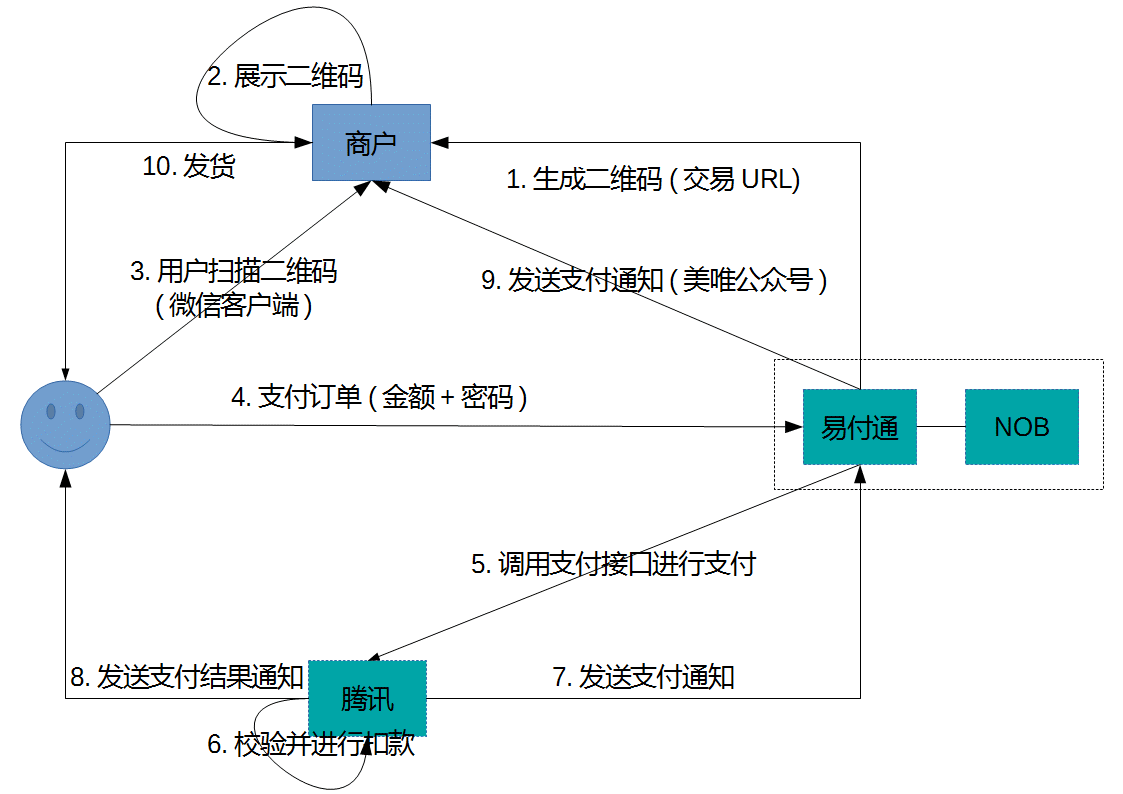 2. 展示二维码
商户
10. 发货
1. 生成二维码 ( 交易 URL)
3. 用户扫描二维码
( 微信客户端 )
9. 发送支付通知 ( 美唯公众号 )
4. 支付订单 ( 金额 + 密码 )
易付通
NOB
5. 调用支付接口进行支付
8. 发送支付结果通知
腾讯
7. 发送支付通知
6. 校验并进行扣款